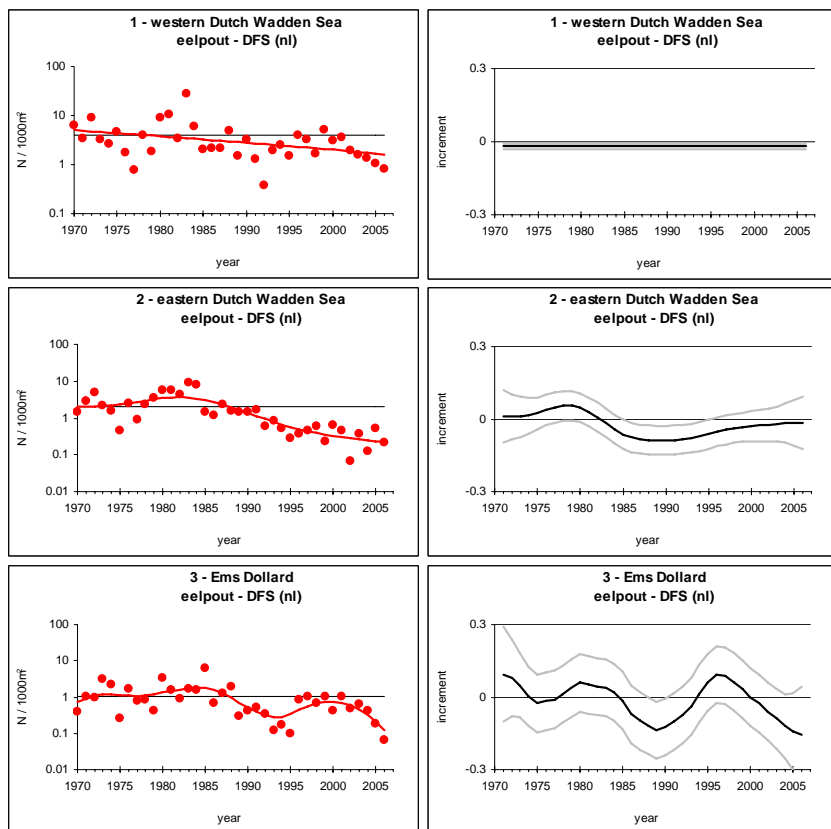 1 - western Dutch Wadden Sea
eelpout - DFS (nl)
N / 1000m²
100
10
1
0.1
1970 1975 1980 1985 1990 1995 2000 2005
year
1 - western Dutch Wadden Sea
eelpout - DFS (nl)
increment
0.3
0
-0.3
1970 1975 1980 1985 1990 1995 2000 2005
year
2 - eastern Dutch Wadden Sea
eelpout - DFS (nl)
N / 1000m²
100
10
1
0.1
0.01
1970 1975 1980 1985 1990 1995 2000 2005
year
2 - eastern Dutch Wadden Sea
eelpout - DFS (nl)
increment
0.3
0
-0.3
1970 1975 1980 1985 1990 1995 2000 2005
year
3 - Ems Dollard
eelpout - DFS (nl)
N / 1000m²
100
10
1
0.1
0.01
1970 1975 1980 1985 1990 1995 2000 2005
year
3 - Ems Dollard
eelpout - DFS (nl)
increment
0.3
0
-0.3
1970 1975 1980 1985 1990 1995 2000 2005
year